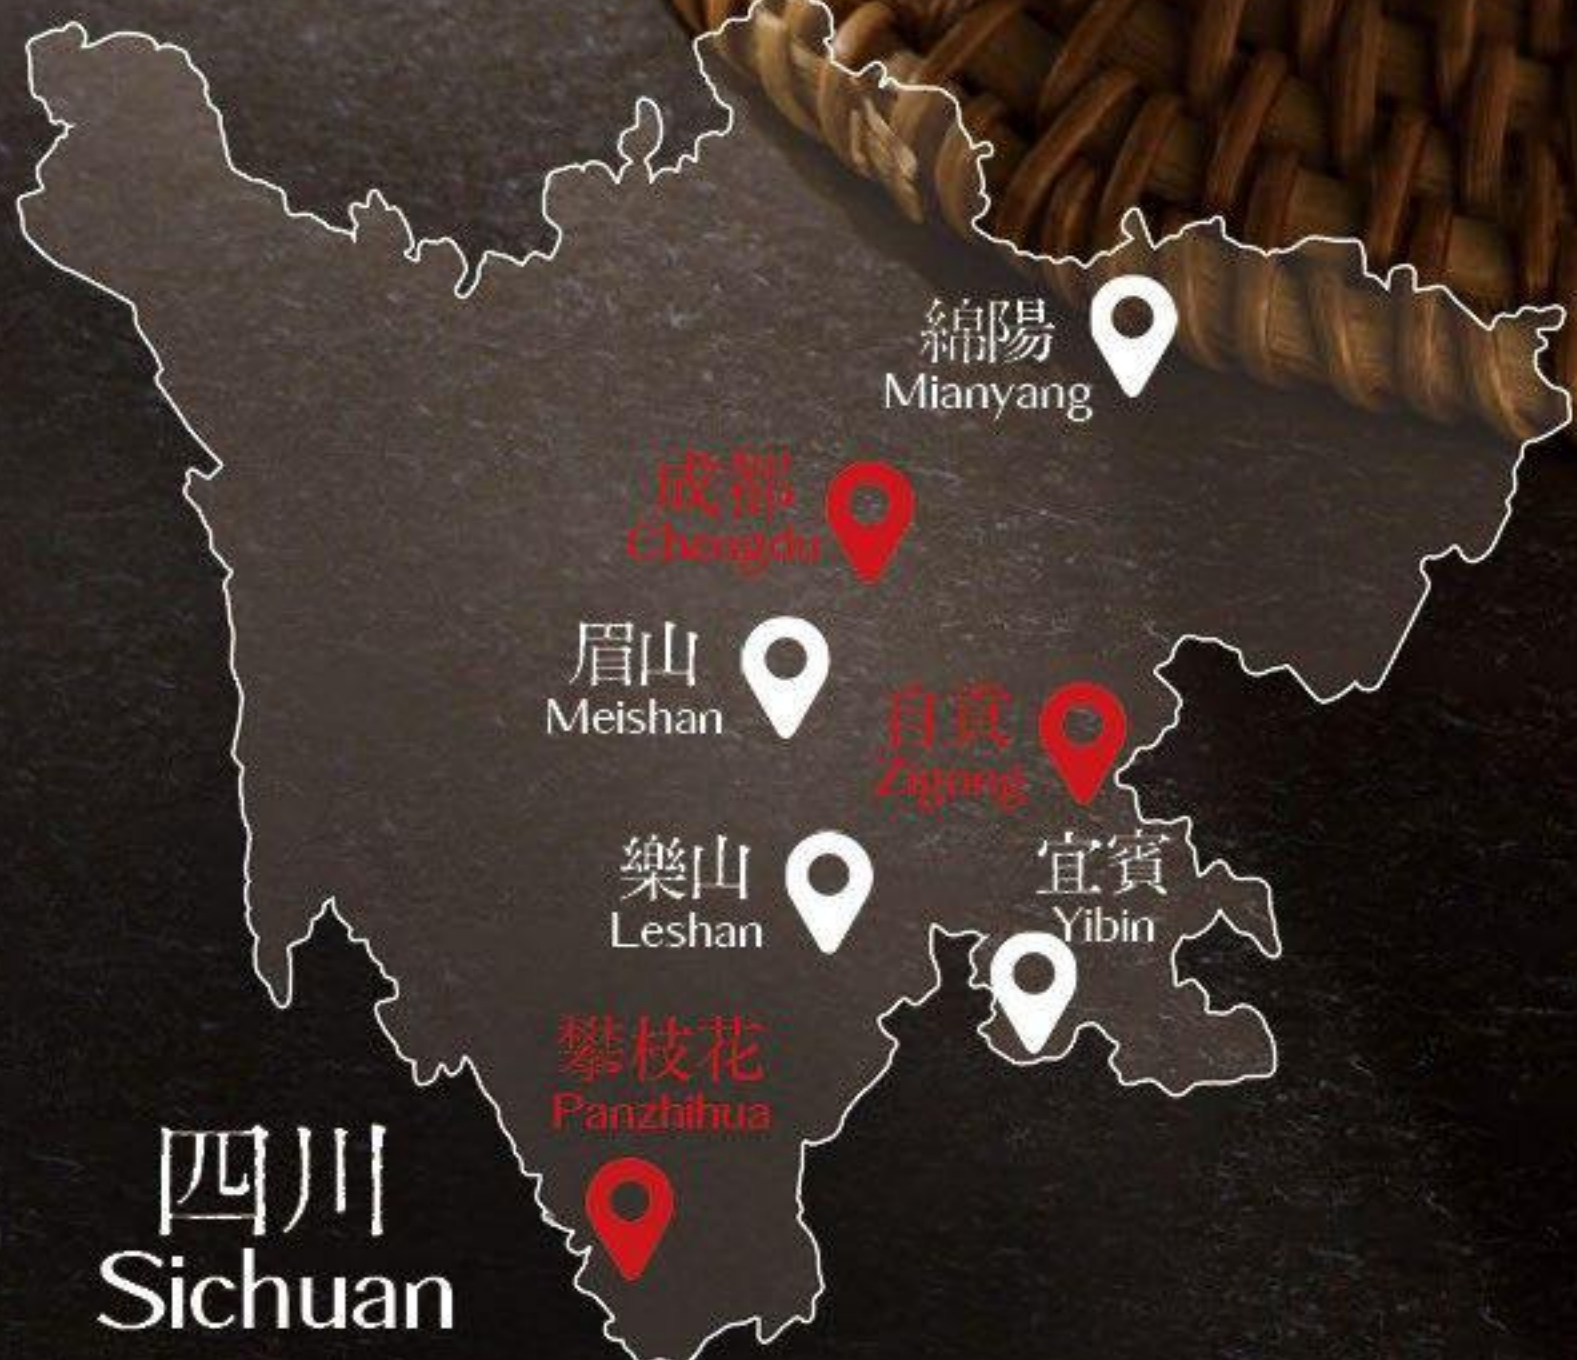 綿陽
Mianyang
成都
Chengdu
眉山
Meishan
自貢
Zigong
樂山
Leshan
宜賓
Yibin
攀枝花
Panzhihua
四川
Sichuan